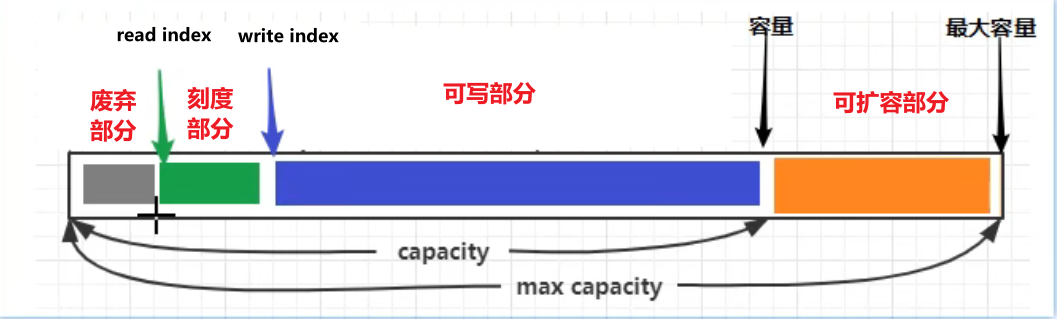 read index
write index
容量
最大容量
废弃
部分
刻度
部分
可写部分
可扩容部分
capacity
max capacity